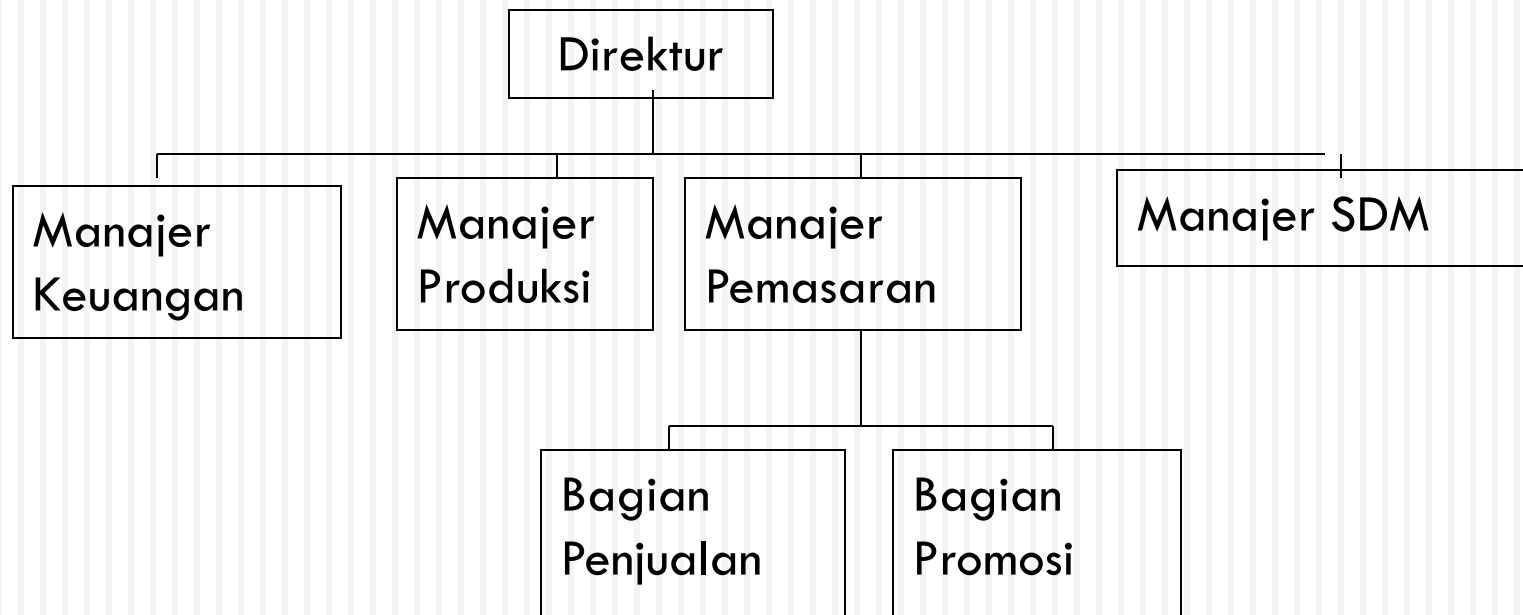 Direktur
Manajer
Keuangan
Manajer
Produksi
Manajer
Pemasaran
Manajer SDM
Bagian
Penjualan
Bagian
Promosi